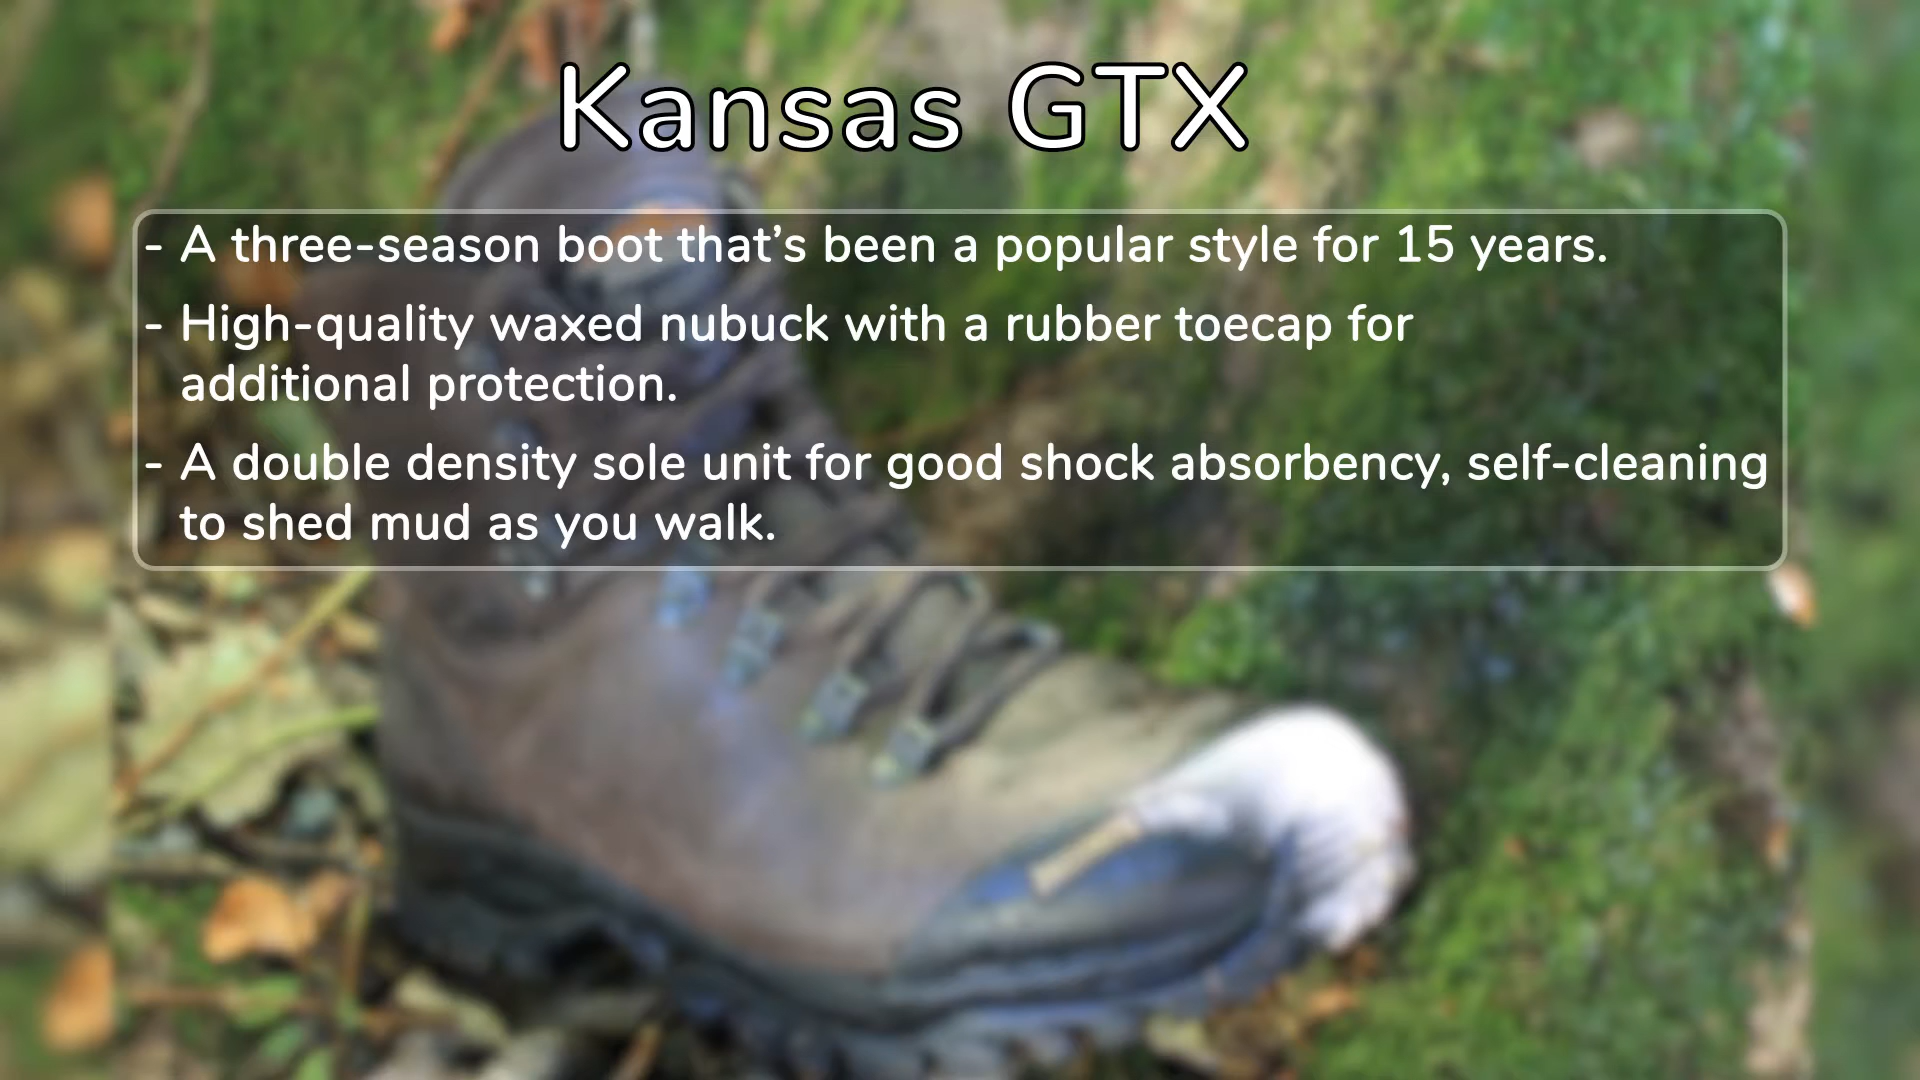 Kansas GTX
- A three-season boot that’s been a popular style for 15 years.
- High-quality waxed nubuck with a rubber toecap for
additional protection.
- A double density sole unit for good shock absorbency, self-cleaning
to shed mud as you walk.